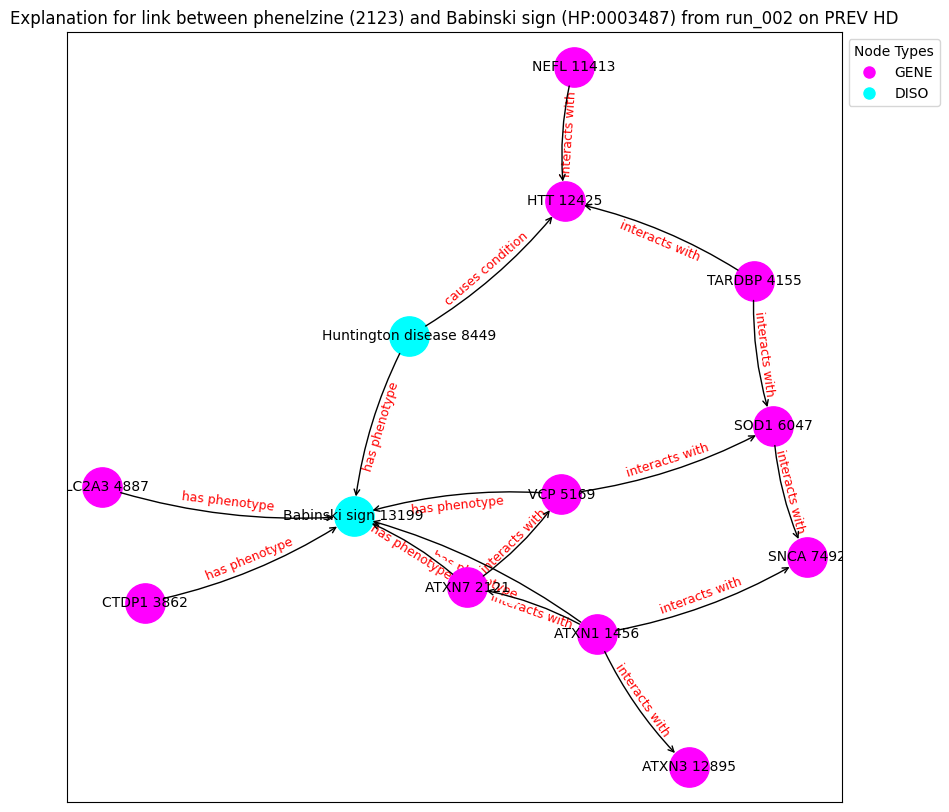 Explanation for link between phenelzine (2123) and Babinski sign (HP:0003487) from run_002 on PREV HD
Node Types
GENE
DISO
NEFL 11413
interacts with
HTT 12425
interacts with
causes condition
TARDBP 4155
Huntington disease 8449
interacts with
has phenotype
SOD1 6047
interacts with
LC2A3 4887
has phenotype
VCP 5169
has phenotype
interacts with
Babinski sign 13199
interacts with
has phenotype
has phenotype
SNCA 7492
ATXN7 2121
CTDP1 3862
has phenotype
interacts with
interacts with
ATXN1 1456
interacts with
ATXN3 12895